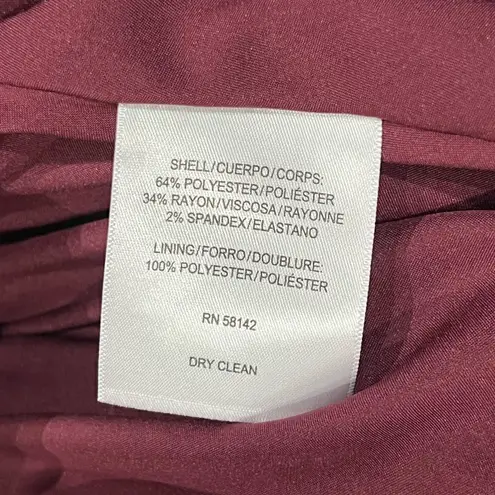 SHELL/CUERPO/CORPS:
64% POLYESTER/POLIÉSTER
34% RAYON/VISCOSA/RAYONNE
2% SPANDEX/ELASTANO
LINING/FORRO/DOUBLURE:
100% POLYESTER/POLIÉSTER
RN 58142
DRY CLEAN